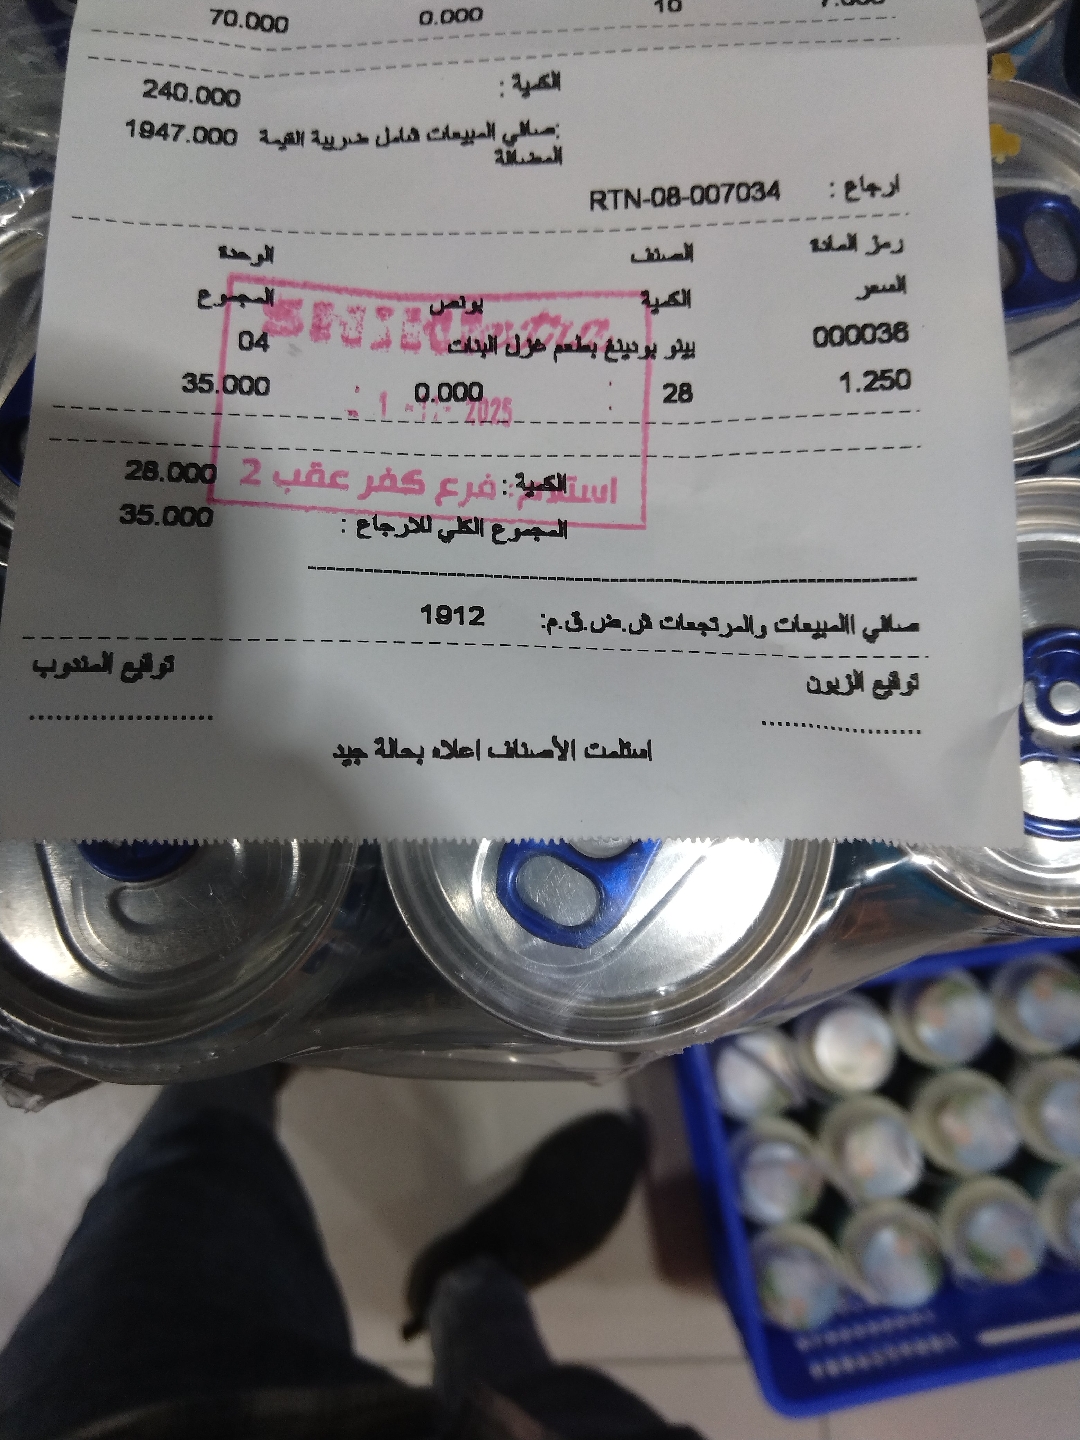 10 0.000 70.000
الكمية : 240.000
صافي المبيعات شامل ضريبة القيمة المضافة: 1947.000
ارجاع : RTN-08-007034
رمز المادة الصنف الوحدة
السعر الكمية بونص المجموع
000036 بينو بودينغ بطعم غزل البنات 04
1.250 28 0.000 35.000
2025
استلام: فرع كفر عقب 2
الكمية : 28.000
المجموع الكلي للارجاع : 35.000
صافي االمبيعات والمرتجعات ش.ض.ق.م: 1912
توقيع الزبون توقيع المندوب
استلمت الأصناف اعلاه بحالة جيد